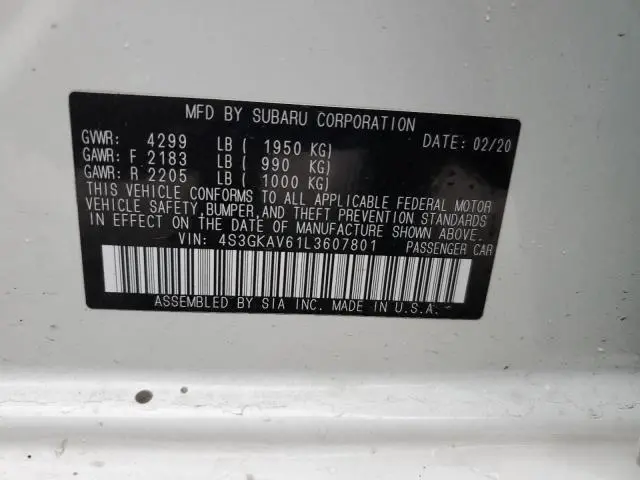 MFD BY SUBARU CORPORATION
GVWR: 4299 LB ( 1950 KG) DATE: 02/20
GAWR: F 2183 LB ( 990 KG)
GAWR: R 2205 LB ( 1000 KG)
THIS VEHICLE CONFORMS TO ALL APPLICABLE FEDERAL MOTOR
VEHICLE SAFETY, BUMPER, AND THEFT PREVENTION STANDARDS
IN EFFECT ON THE DATE OF MANUFACTURE SHOWN ABOVE.
VIN: 4S3GKAV61L3607801 PASSENGER CAR
ASSEMBLED BY SIA INC. MADE IN U.S.A.